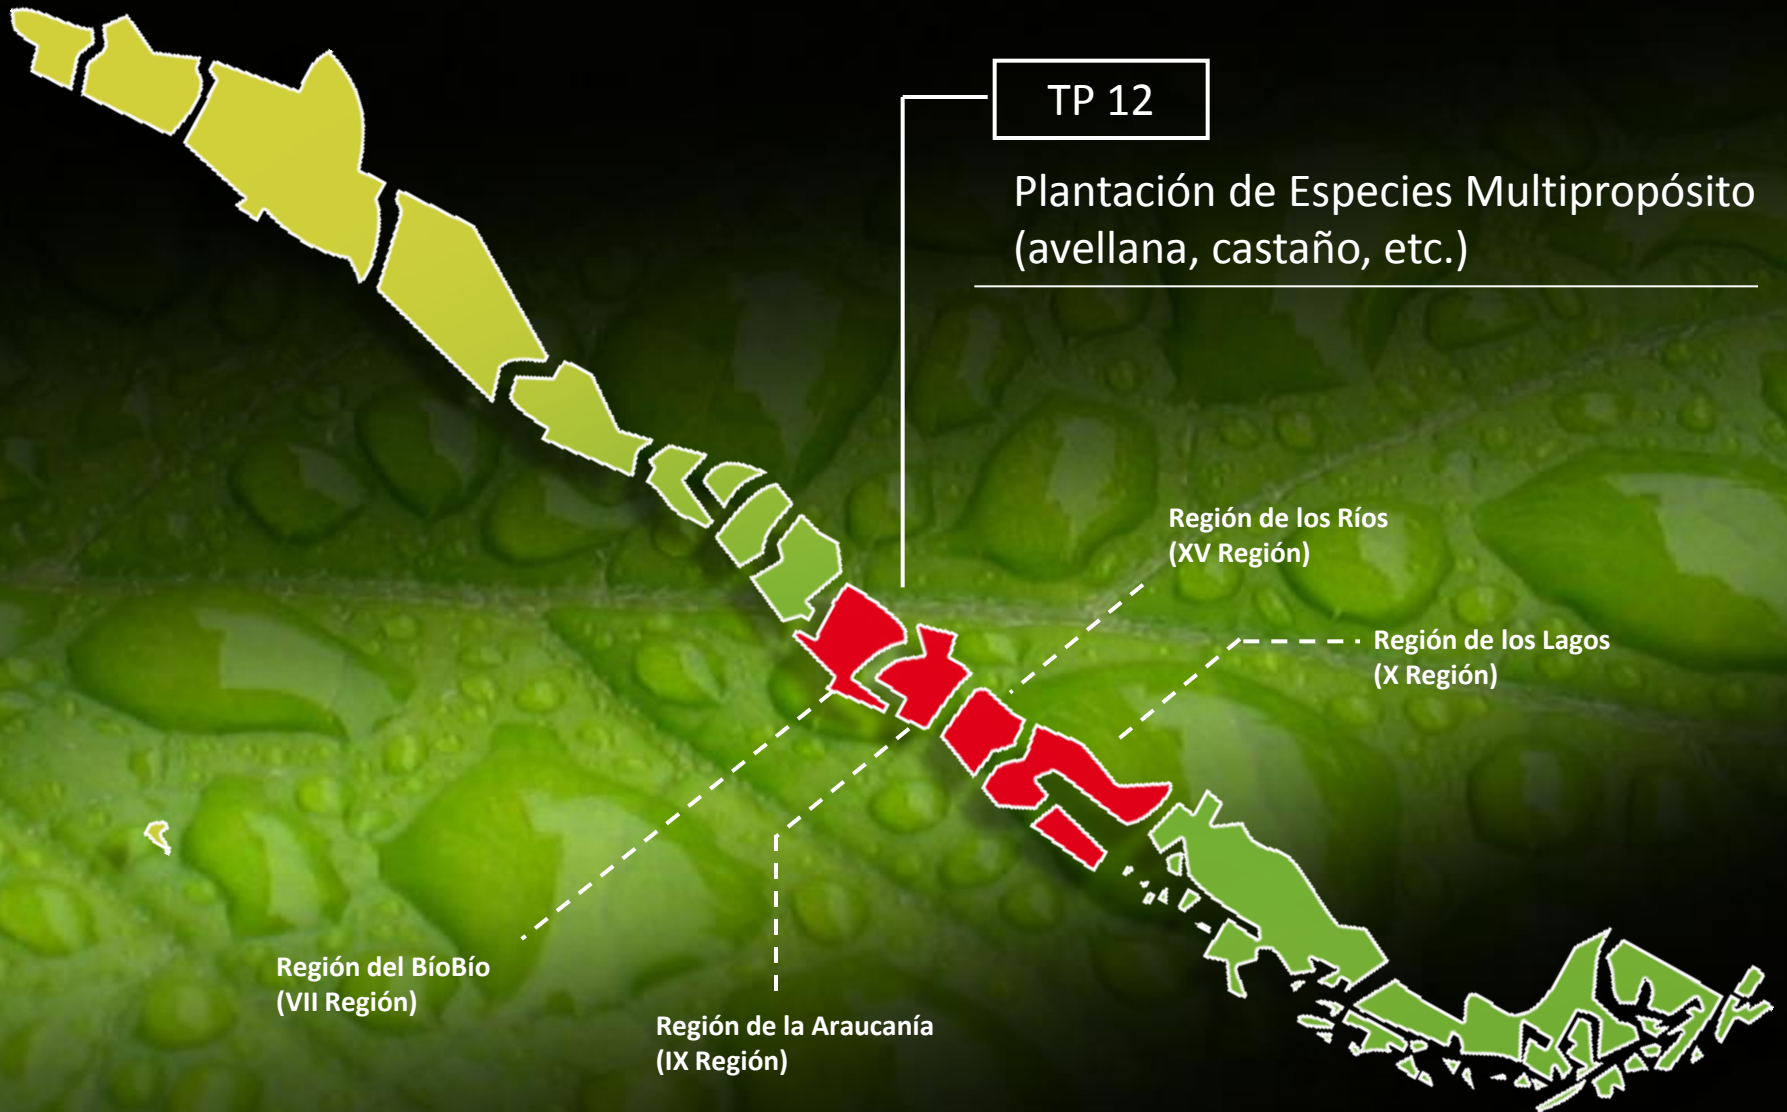 TP 12
Plantación de Especies Multipropósito
(avellana, castaño, etc.)
Región de los Ríos
(XV Región)
Región de los Lagos
(X Región)
Región del BíoBío
(VII Región)
Región de la Araucanía
(IX Región)